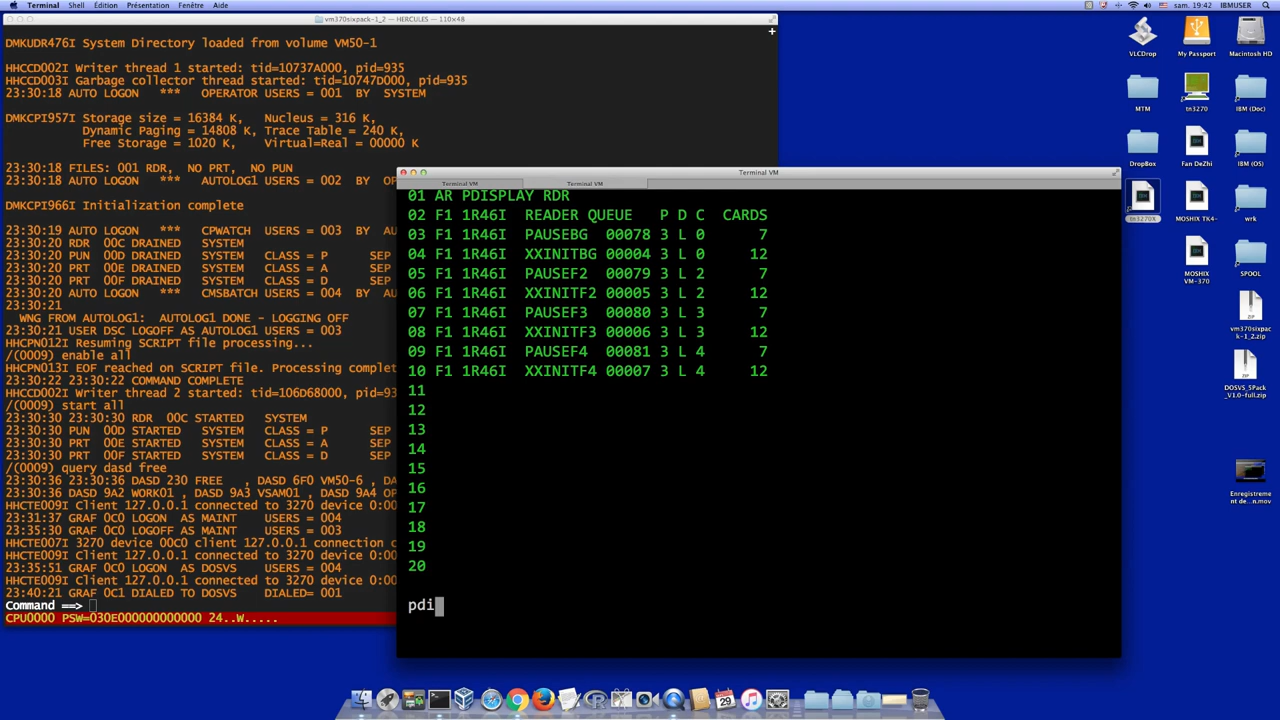 Terminal Shell Édition Présentation Fenêtre Aide sam. 19:42 IBMUSER
vm370sixpack-1_2 — HERCULES — 110×48
DMKUDR476I System Directory loaded from volume VM50-1
HHCCD002I Writer thread 1 started: tid=10737A000, pid=935
HHCCD003I Garbage collector thread started: tid=10747D000, pid=935
23:30:18 AUTO LOGON *** OPERATOR USERS = 001 BY SYSTEM
DMKCPI957I Storage size = 16384 K, Nucleus = 316 K,
Dynamic Paging = 14808 K, Trace Table = 240 K,
Free Storage = 1020 K, Virtual=Real = 00000 K
23:30:18 FILES: 001 RDR, NO PRT, NO PUN
23:30:18 AUTO LOGON *** AUTOLOG1 USERS = 002 BY OP
DMKCPI966I Initialization complete
23:30:19 AUTO LOGON *** CPWATCH USERS = 003 BY AU
23:30:20 RDR 00C DRAINED SYSTEM
23:30:20 PUN 00D DRAINED SYSTEM CLASS = P SEP
23:30:20 PRT 00E DRAINED SYSTEM CLASS = A SEP
23:30:20 PRT 00F DRAINED SYSTEM CLASS = D SEP
23:30:20 AUTO LOGON *** CMSBATCH USERS = 004 BY AU
23:30:21
WNG FROM AUTOLOG1: AUTOLOG1 DONE - LOGGING OFF
23:30:21 USER DSC LOGOFF AS AUTOLOG1 USERS = 003
HHCPN012I Resuming SCRIPT file processing...
/(0009) enable all
HHCPN013I EOF reached on SCRIPT file. Processing complet
23:30:22 23:30:22 COMMAND COMPLETE
HHCCD002I Writer thread 2 started: tid=106D68000, pid=93
/(0009) start all
23:30:30 23:30:30 RDR 00C STARTED SYSTEM
23:30:30 PUN 00D STARTED SYSTEM CLASS = P SEP
23:30:30 PRT 00E STARTED SYSTEM CLASS = A SEP
23:30:30 PRT 00F STARTED SYSTEM CLASS = D SEP
/(0009) query dasd free
23:30:36 23:30:36 DASD 230 FREE , DASD 6F0 VM50-6 , DA
23:30:36 DASD 9A2 WORK01 , DASD 9A3 VSAM01 , DASD 9A4 OP
HHCTE009I Client 127.0.0.1 connected to 3270 device 0:00
23:31:37 GRAF 0C0 LOGON AS MAINT USERS = 004
23:35:30 GRAF 0C0 LOGOFF AS MAINT USERS = 003
HHCTE007I 3270 device 00C0 client 127.0.0.1 connection c
HHCTE009I Client 127.0.0.1 connected to 3270 device 0:00
23:35:51 GRAF 0C0 LOGON AS DOSVS USERS = 004
HHCTE009I Client 127.0.0.1 connected to 3270 device 0:00
23:40:21 GRAF 0C1 DIALED TO DOSVS DIALED= 001
Command ==>
CPU0000 PSW=030E000000000000 24..W.....
Terminal VM
Terminal VM Terminal VM
01 AR PDISPLAY RDR
02 F1 1R46I READER QUEUE P D C CARDS
03 F1 1R46I PAUSEBG 00078 3 L 0 7
04 F1 1R46I XXINITBG 00004 3 L 0 12
05 F1 1R46I PAUSEF2 00079 3 L 2 7
06 F1 1R46I XXINITF2 00005 3 L 2 12
07 F1 1R46I PAUSEF3 00080 3 L 3 7
08 F1 1R46I XXINITF3 00006 3 L 3 12
09 F1 1R46I PAUSEF4 00081 3 L 4 7
10 F1 1R46I XXINITF4 00007 3 L 4 12
11
12
13
14
15
16
17
18
19
20
pdi
VLCDrop My Passport Macintosh HD
MTM tn3270 IBM (Doc)
DropBox Fan DeZhi IBM (OS)
tn3270X MOSHIX TK4- wrk
MOSHIX
VM-370
SPOOL
vm370sixpac
k-1_2.zip
DOSVS_5Pack
_V1.0-full.zip
Enregistreme
nt de...n.mov